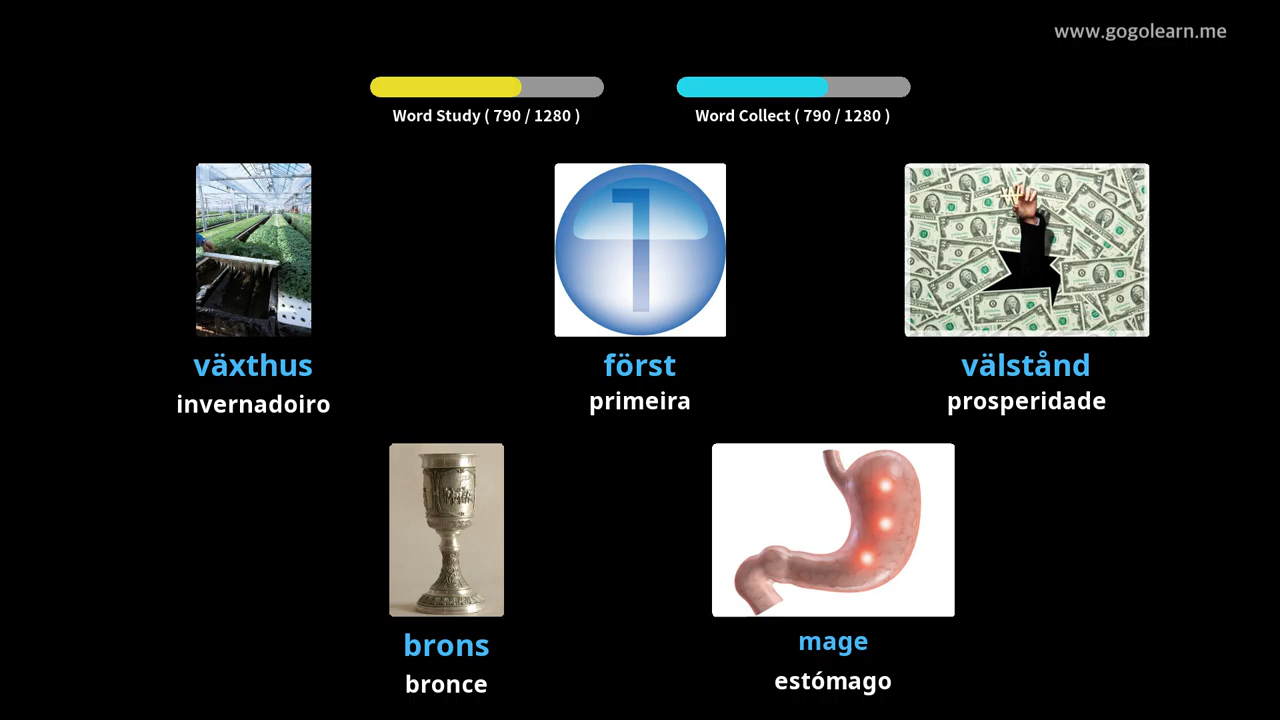 www.gogolearn.me
Word Study ( 790 / 1280 )
Word Collect ( 790 / 1280 )
växthus
invernadoiro
först
primeira
välstånd
prosperidade
brons
bronce
mage
estómago